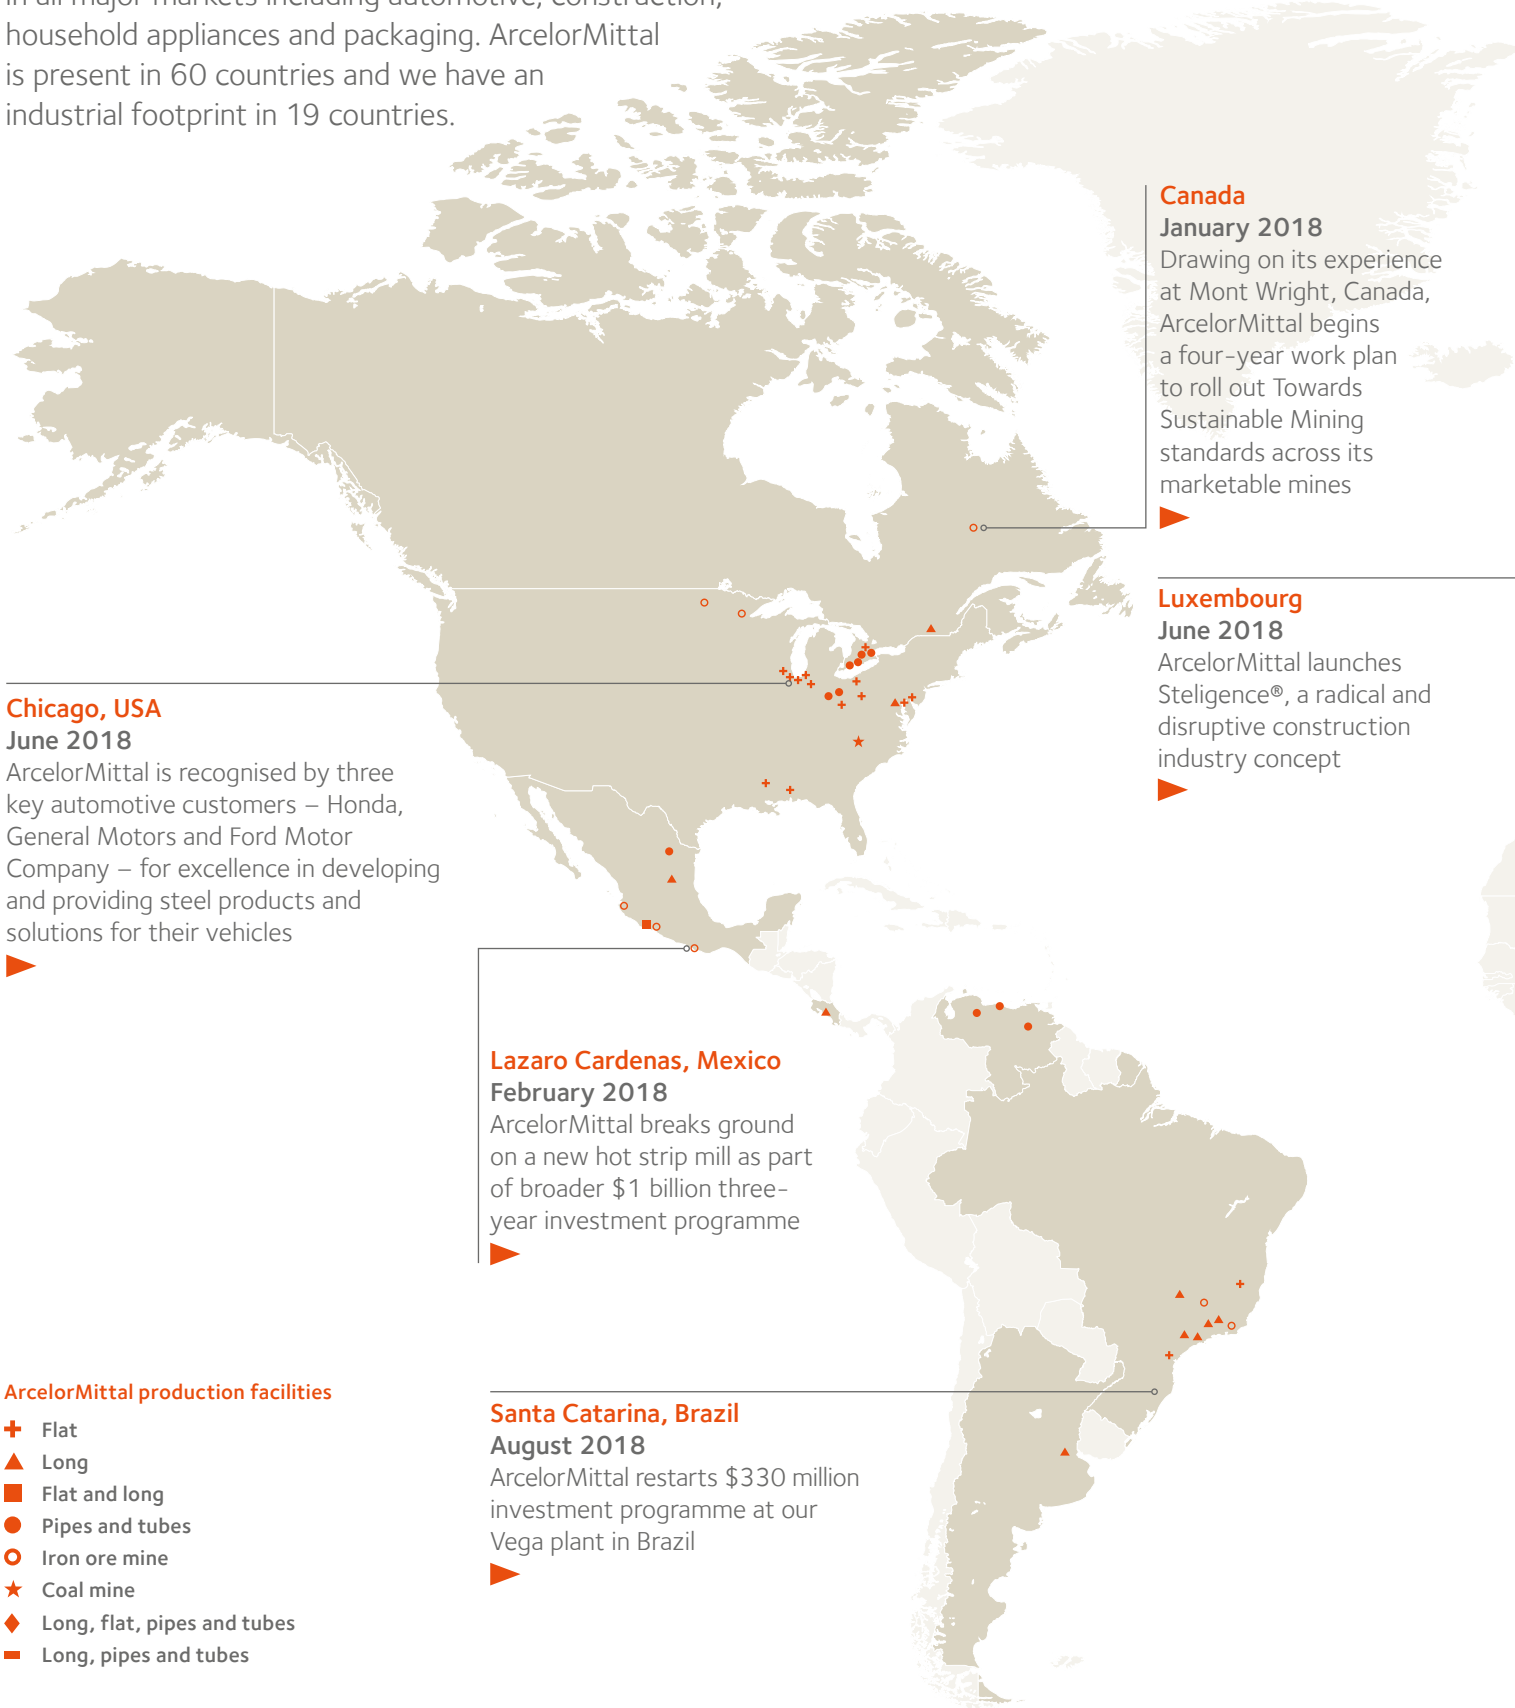 in all major markets including automotive, construction,
household appliances and packaging. ArcelorMittal
is present in 60 countries and we have an
industrial footprint in 19 countries.
Canada
January 2018
Drawing on its experience
at Mont Wright, Canada,
ArcelorMittal begins
a four-year work plan
to roll out Towards
Sustainable Mining
standards across its
marketable mines
Luxembourg
June 2018
ArcelorMittal launches
Steligence®, a radical and
disruptive construction
industry concept
Chicago, USA
June 2018
ArcelorMittal is recognised by three
key automotive customers – Honda,
General Motors and Ford Motor
Company – for excellence in developing
and providing steel products and
solutions for their vehicles
Lazaro Cardenas, Mexico
February 2018
ArcelorMittal breaks ground
on a new hot strip mill as part
of broader $1 billion three-
year investment programme
Santa Catarina, Brazil
August 2018
ArcelorMittal restarts $330 million
investment programme at our
Vega plant in Brazil
ArcelorMittal production facilities
Flat
Long
Flat and long
Pipes and tubes
Iron ore mine
Coal mine
Long, flat, pipes and tubes
Long, pipes and tubes